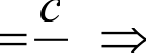 = c ⇒